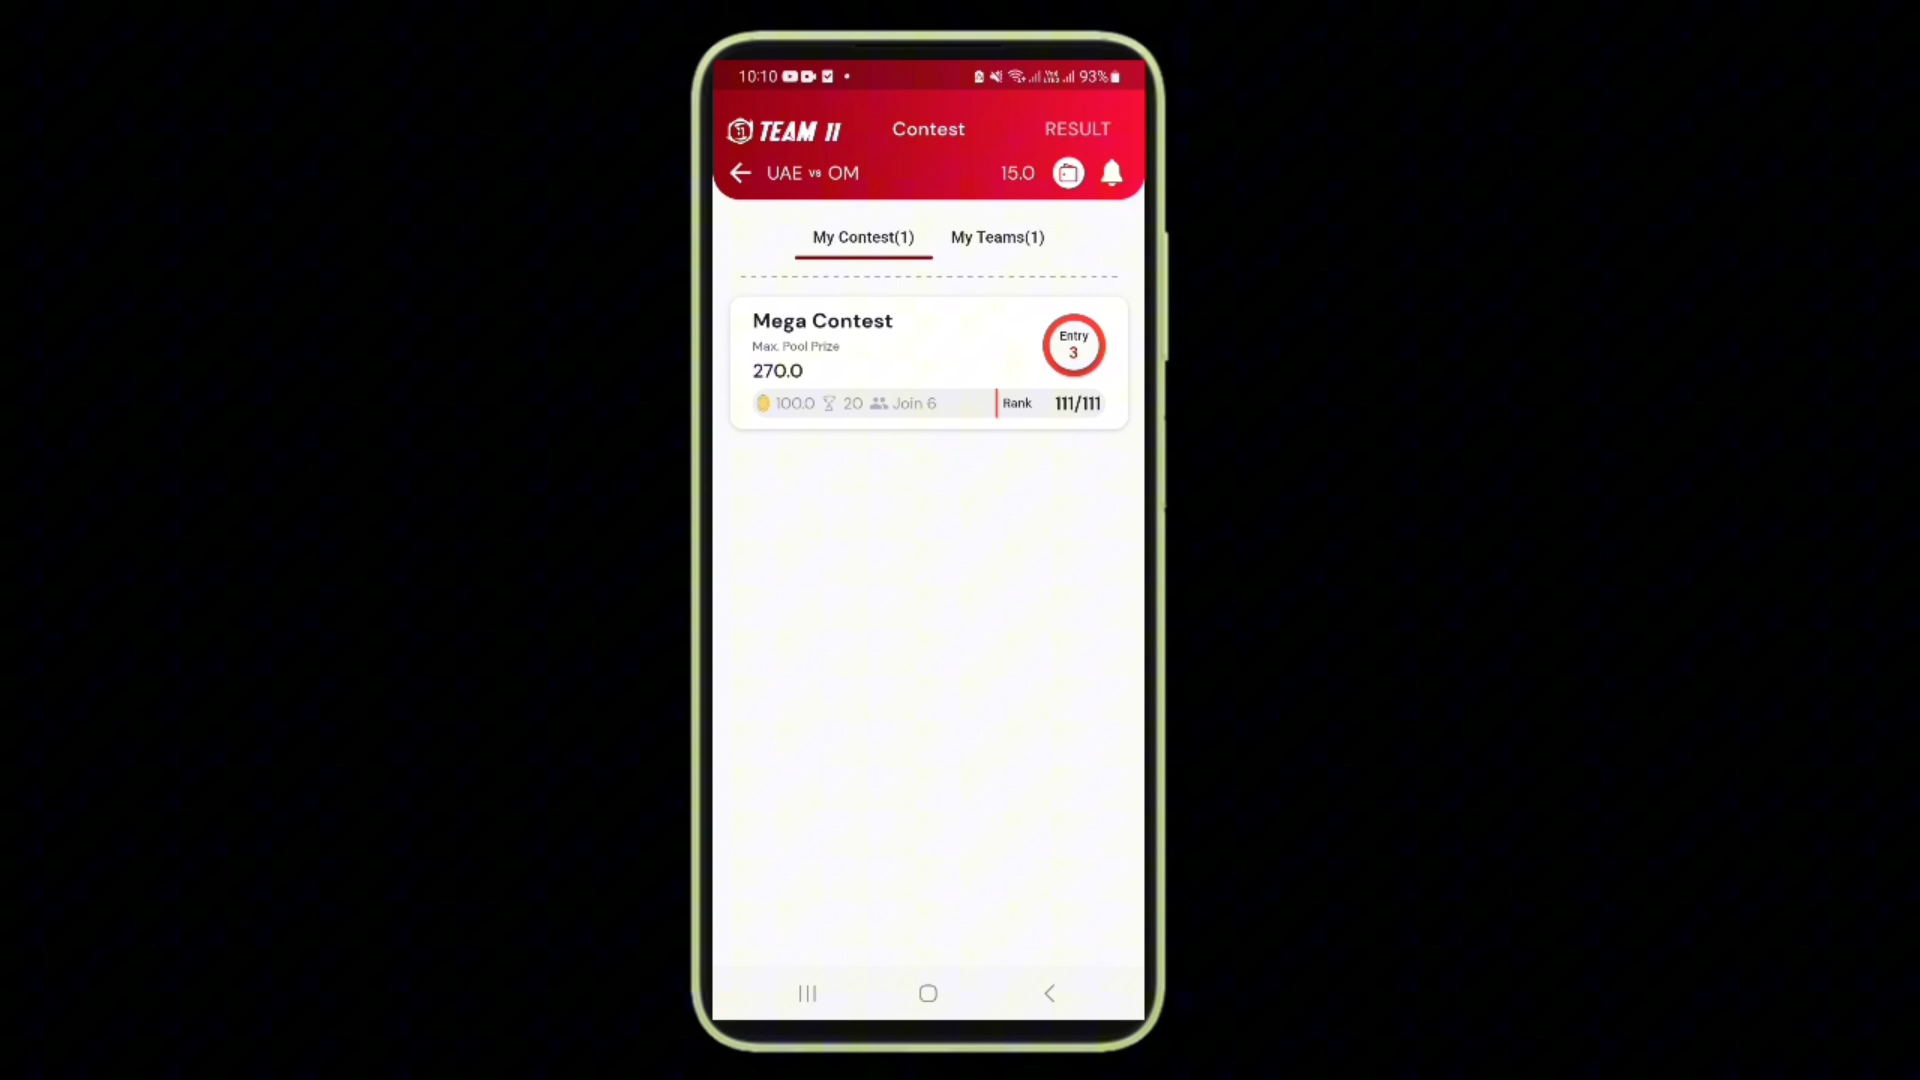 10:10 93%
TEAM 11 Contest RESULT
UAE vs OM 15.0
My Contest(1) My Teams(1)
Mega Contest
Max. Pool Prize
270.0
Entry
3
100.0 20 Join 6 Rank 111/111